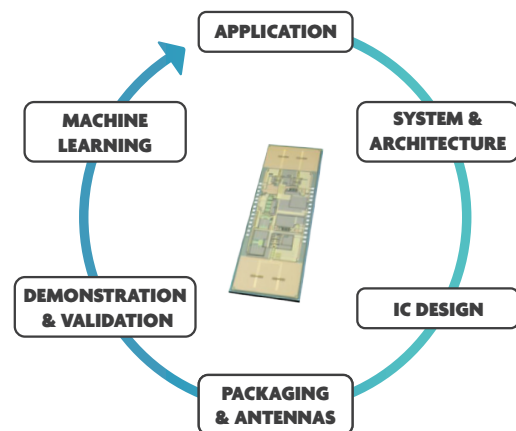 APPLICATION
SYSTEM &
ARCHITECTURE
IC DESIGN
PACKAGING
& ANTENNAS
DEMONSTRATION
& VALIDATION
MACHINE
LEARNING